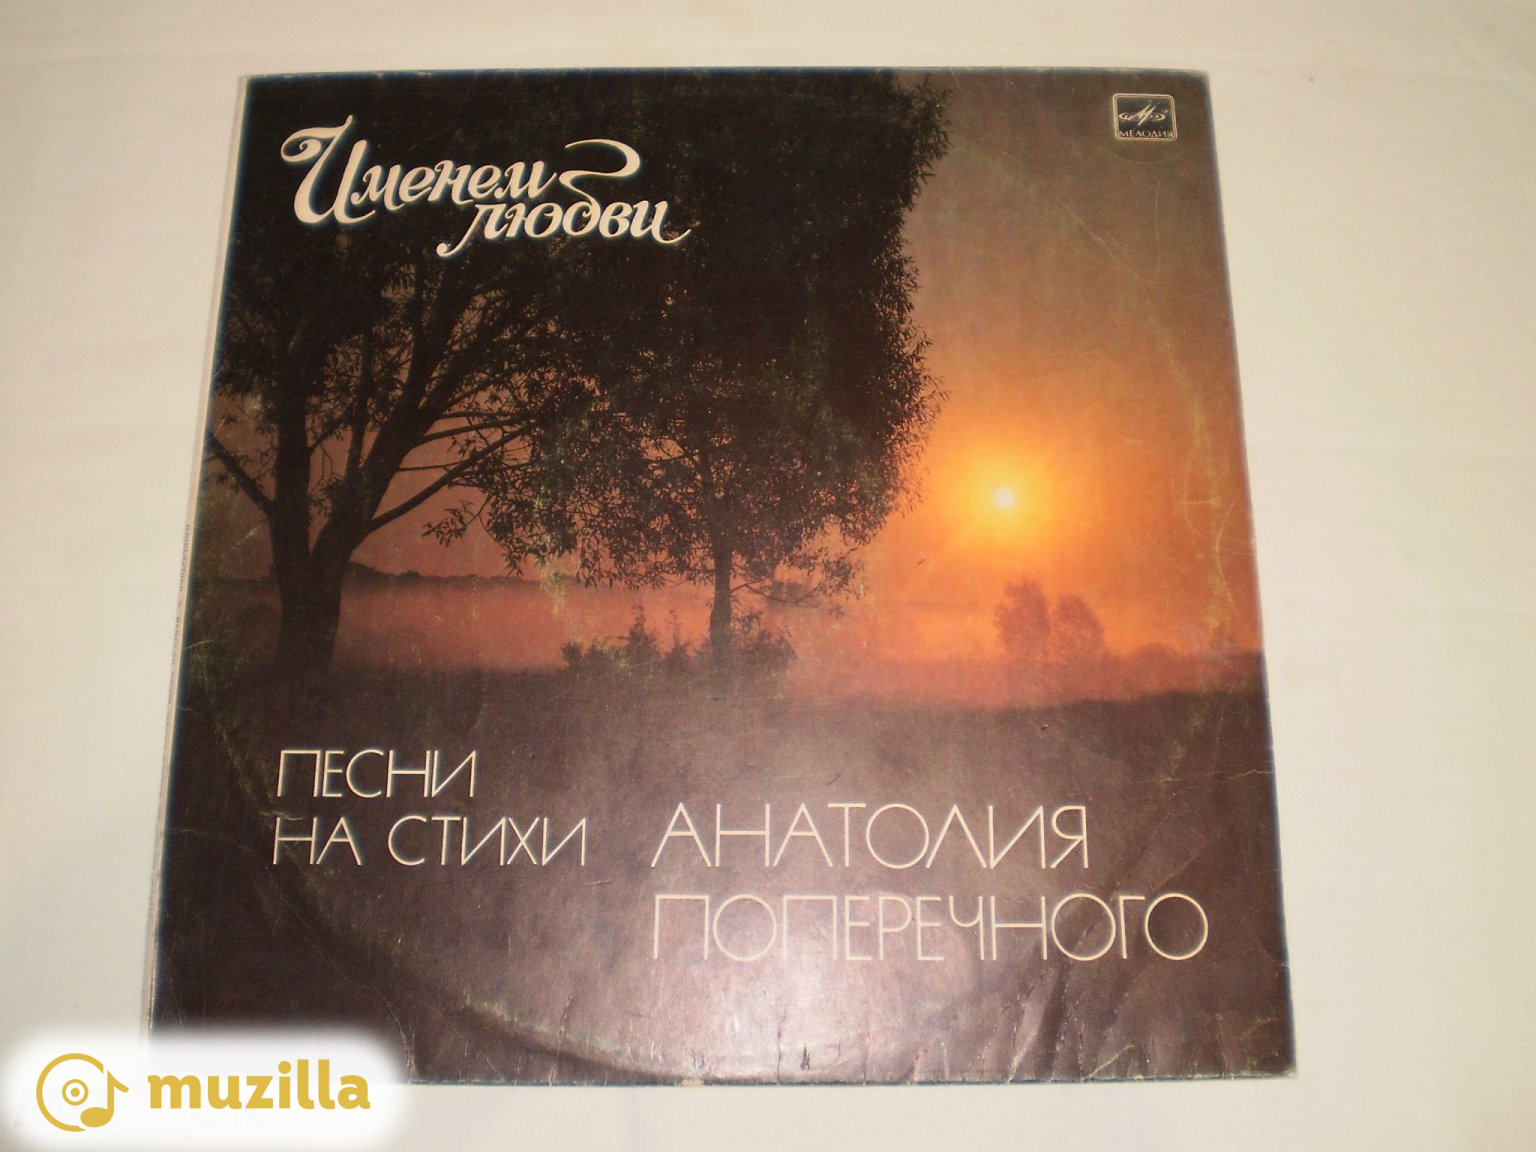 Именем
любви
МЕЛОДИЯ
ПЕСНИ
НА СТИХИ
АНАТОЛИЯ
ПОПЕРЕЧНОГО
muzilla